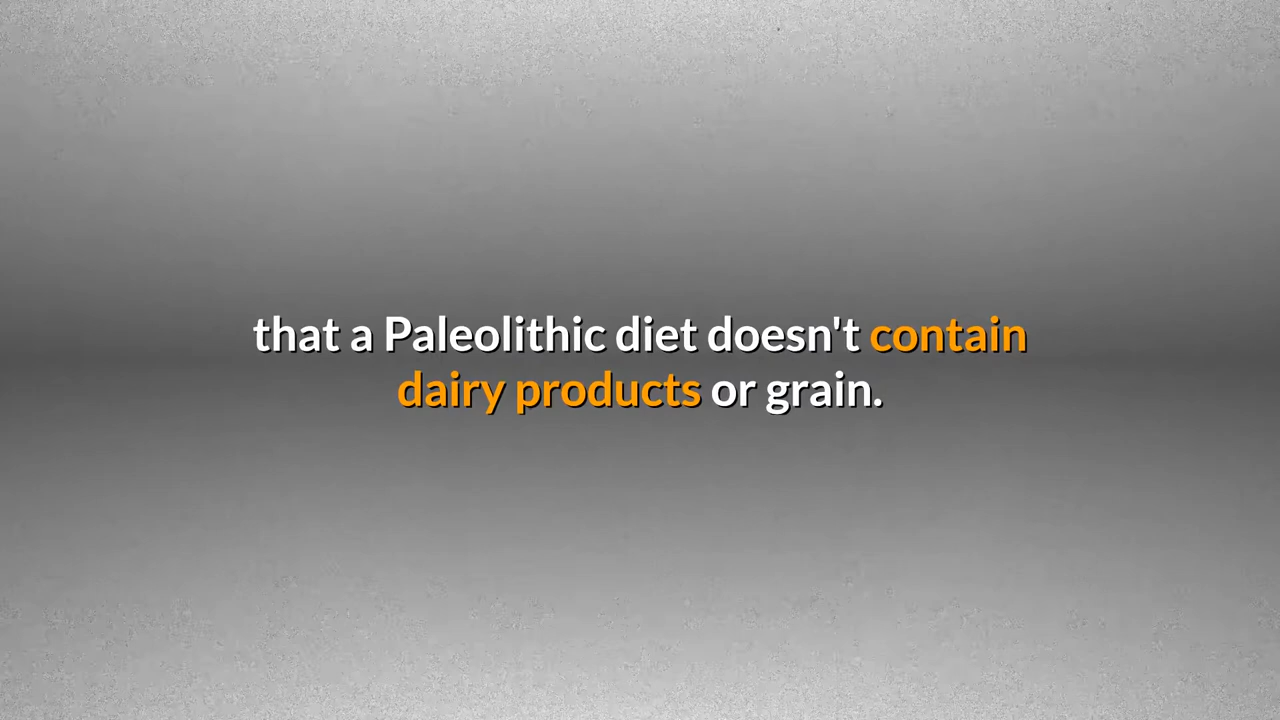 that a Paleolithic diet doesn't contain
dairy products or grain.